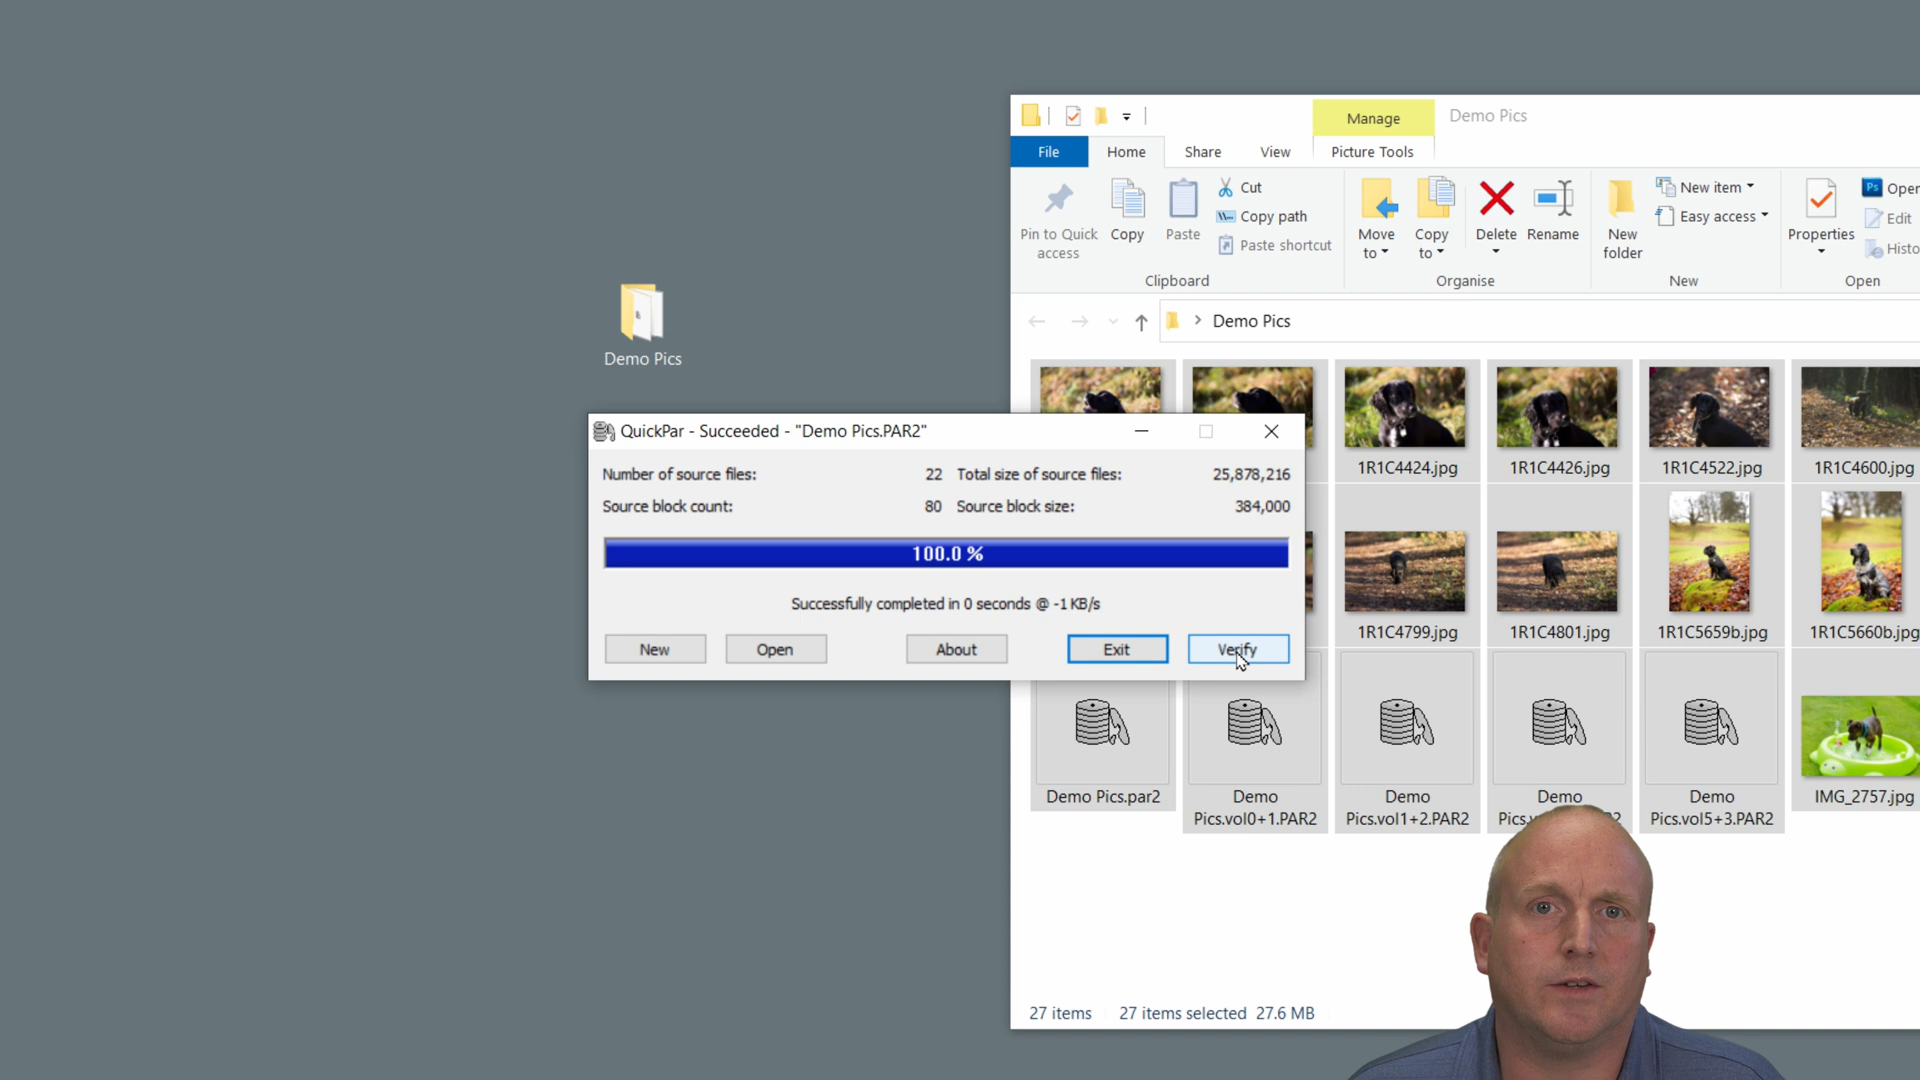 Manage
Demo Pics
File
Home
Share
View
Picture Tools
Pin to Quick access
Copy
Paste
Cut
Copy path
Paste shortcut
Move to
Copy to
Delete
Rename
New folder
New item
Easy access
Properties
Edit
Clipboard
Organise
New
Open
Demo Pics
Demo Pics
1R1C4424.jpg
1R1C4426.jpg
1R1C4522.jpg
1R1C4600.jpg
QuickPar - Succeeded - "Demo Pics.PAR2"
Number of source files: 22 Total size of source files: 25,878,216
Source block count: 80 Source block size: 384,000
100.0 %
Successfully completed in 0 seconds @ -1 KB/s
New
Open
About
Exit
Verify
1R1C4799.jpg
1R1C4801.jpg
1R1C5659b.jpg
1R1C5660b.jpg
Demo Pics.par2
Demo Pics.vol0+1.PAR2
Demo Pics.vol1+2.PAR2
Demo
Demo Pics.vol5+3.PAR2
IMG_2757.jpg
27 items
27 items selected 27.6 MB